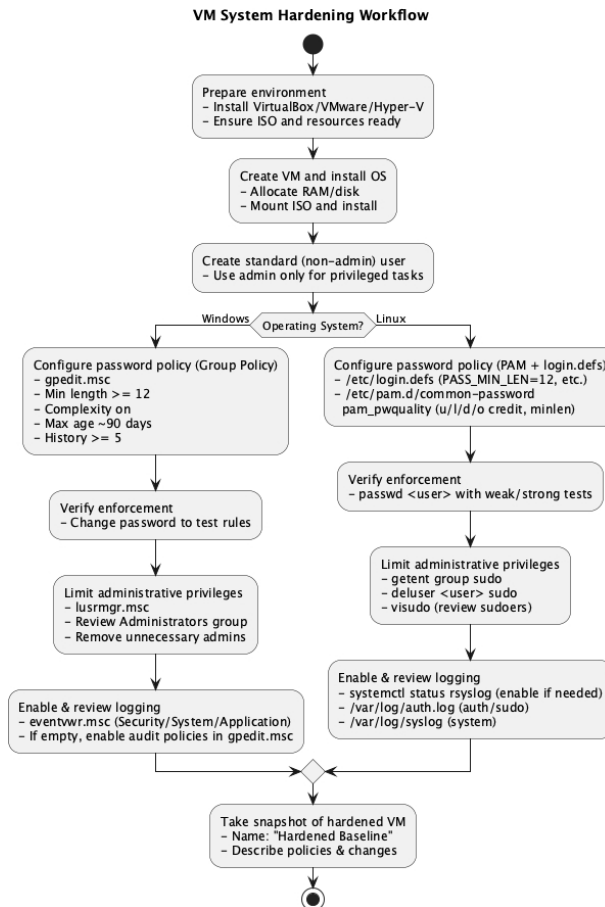 VM System Hardening Workflow
Prepare environment
- Install VirtualBox/VMware/Hyper-V
- Ensure ISO and resources ready
Create VM and install OS
- Allocate RAM/disk
- Mount ISO and install
Create standard (non-admin) user
- Use admin only for privileged tasks
Windows
Operating System?
Linux
Configure password policy (Group Policy)
- gpedit.msc
- Min length >= 12
- Complexity on
- Max age ~90 days
- History >= 5
Verify enforcement
- Change password to test rules
Limit administrative privileges
- lusrmgr.msc
- Review Administrators group
- Remove unnecessary admins
Enable & review logging
- eventvwr.msc (Security/System/Application)
- If empty, enable audit policies in gpedit.msc
Configure password policy (PAM + login.defs)
- /etc/login.defs (PASS_MIN_LEN=12, etc.)
- /etc/pam.d/common-password
pam_pwquality (u/l/d/o credit, minlen)
Verify enforcement
- passwd <user> with weak/strong tests
Limit administrative privileges
- getent group sudo
- deluser <user> sudo
- visudo (review sudoers)
Enable & review logging
- systemctl status rsyslog (enable if needed)
- /var/log/auth.log (auth/sudo)
- /var/log/syslog (system)
Take snapshot of hardened VM
- Name: "Hardened Baseline"
- Describe policies & changes